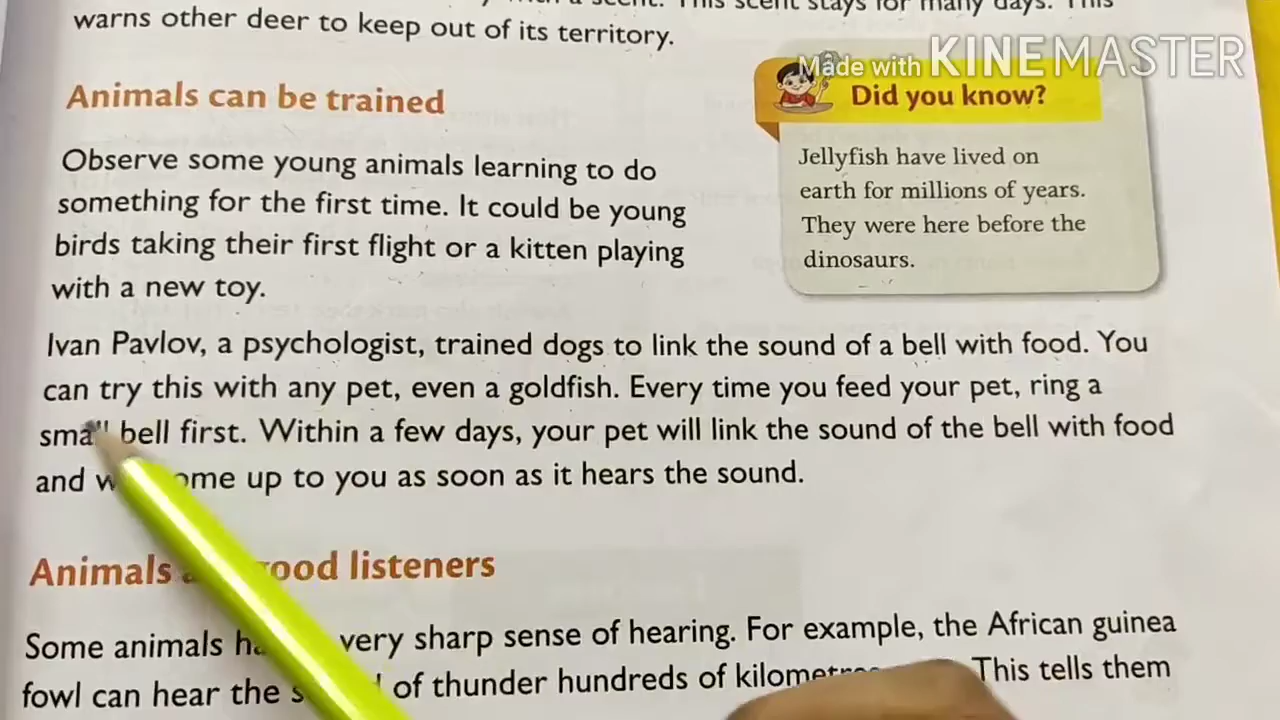 warns other deer to keep out of its territory.
Made with KINEMASTER
Animals can be trained
Observe some young animals learning to do
something for the first time. It could be young
birds taking their first flight or a kitten playing
with a new toy.
Did you know?
Jellyfish have lived on
earth for millions of years.
They were here before the
dinosaurs.
Ivan Pavlov, a psychologist, trained dogs to link the sound of a bell with food. You
can try this with any pet, even a goldfish. Every time you feed your pet, ring a
small bell first. Within a few days, your pet will link the sound of the bell with food
and up to you as soon as it hears the sound.
Animals good listeners
Some animals very sharp sense of hearing. For example, the African guinea
fowl can hear the of thunder hundreds of This tells them